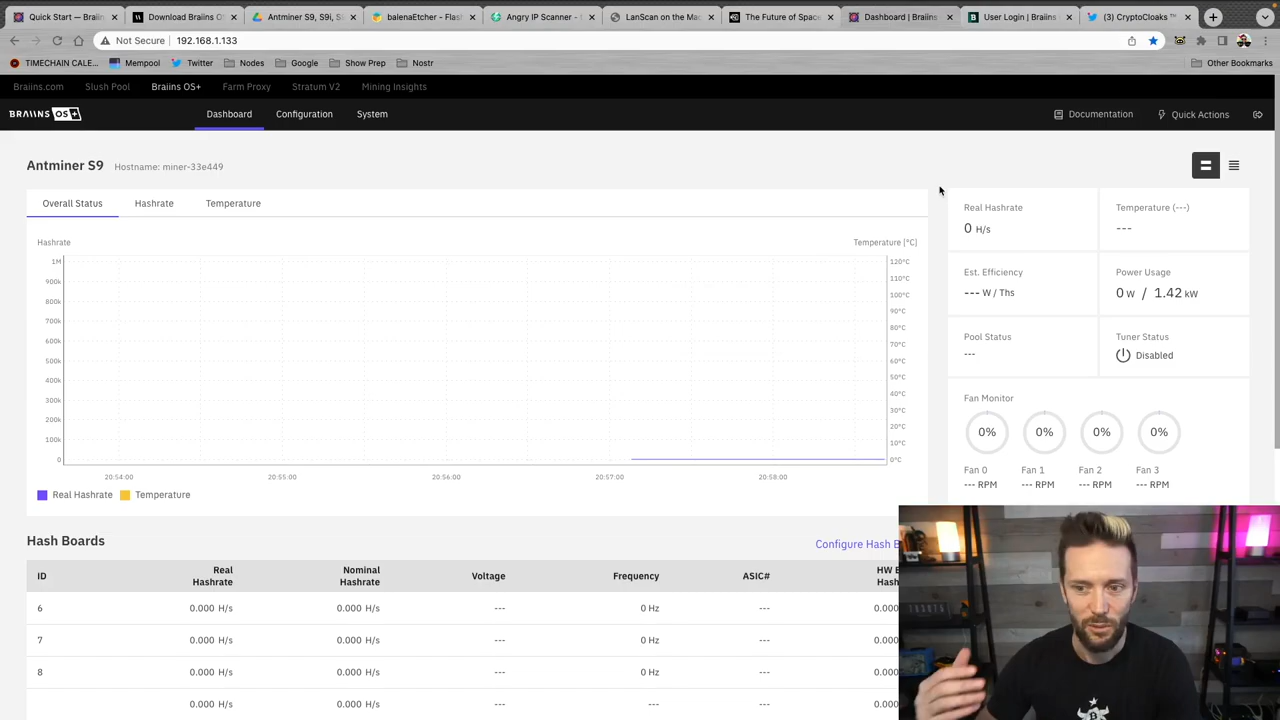 Quick Start — Braiin
Download Braiins OS
Antminer S9, S9i, S9
balenaEtcher - Flash
Angry IP Scanner - t
LanScan on the Mac
The Future of Space
Dashboard | Braiins
User Login | Braiins
(3) CryptoCloaks
Not Secure
192.168.1.133
TIMECHAIN CALE...
Mempool
Twitter
Nodes
Google
Show Prep
Nostr
Other Bookmarks
Braiins.com
Slush Pool
Braiins OS+
Farm Proxy
Stratum V2
Mining Insights
BRAIINS OS+
Dashboard
Configuration
System
Documentation
Quick Actions
Antminer S9
Hostname: miner-33e449
Overall Status
Hashrate
Temperature
Hashrate
Temperature [°C]
1M
900k
800k
700k
600k
500k
400k
300k
200k
100k
0
120°C
110°C
100°C
90°C
80°C
70°C
60°C
50°C
40°C
30°C
20°C
10°C
0°C
20:54:00
20:55:00
20:56:00
20:57:00
20:58:00
Real Hashrate
Temperature
Real Hashrate
0 H/s
Temperature (---)
---
Est. Efficiency
--- W / Ths
Power Usage
0 W / 1.42 kW
Pool Status
---
Tuner Status
Disabled
Fan Monitor
0% 0% 0% 0%
Fan 0 Fan 1 Fan 2 Fan 3
--- RPM --- RPM --- RPM --- RPM
Hash Boards
Configure Hash B
ID Real Nominal Voltage Frequency ASIC# HW E
Hashrate Hashrate Hash
6 0.000 H/s 0.000 H/s --- 0 Hz --- 0.000
7 0.000 H/s 0.000 H/s --- 0 Hz --- 0.000
8 0.000 H/s 0.000 H/s --- 0 Hz --- 0.000
0.000 H/s 0.000 H/s --- --- --- 0.000